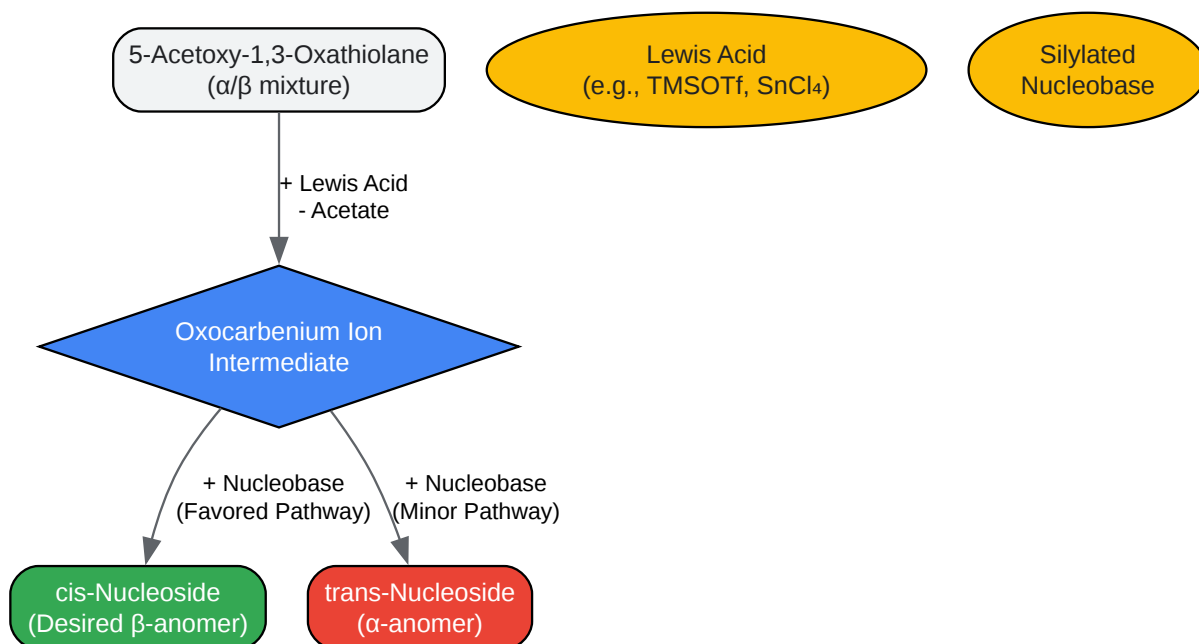 5-Acetoxy-1,3-Oxathiolane
(α/β mixture)
Lewis Acid
(e.g., TMSOTf, SnCl₄)
Silylated
Nucleobase
+ Lewis Acid
- Acetate
Oxocarbenium Ion
Intermediate
+ Nucleobase
(Favored Pathway)
+ Nucleobase
(Minor Pathway)
cis-Nucleoside
(Desired β-anomer)
trans-Nucleoside
(α-anomer)